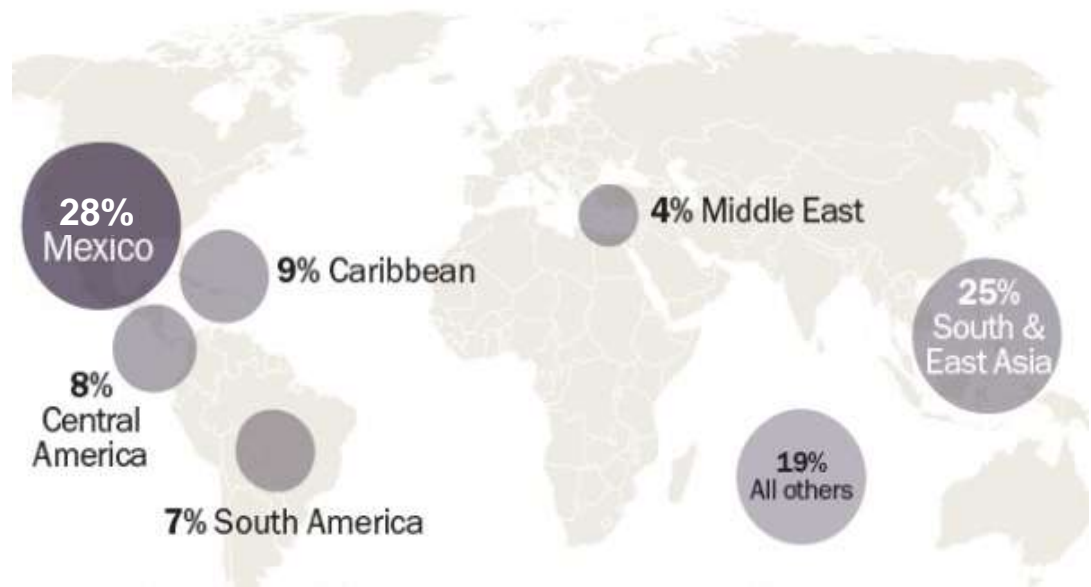 28%
Mexico
9% Caribbean
8%
Central
America
7% South America
4% Middle East
25%
South &
East Asia
19%
All others